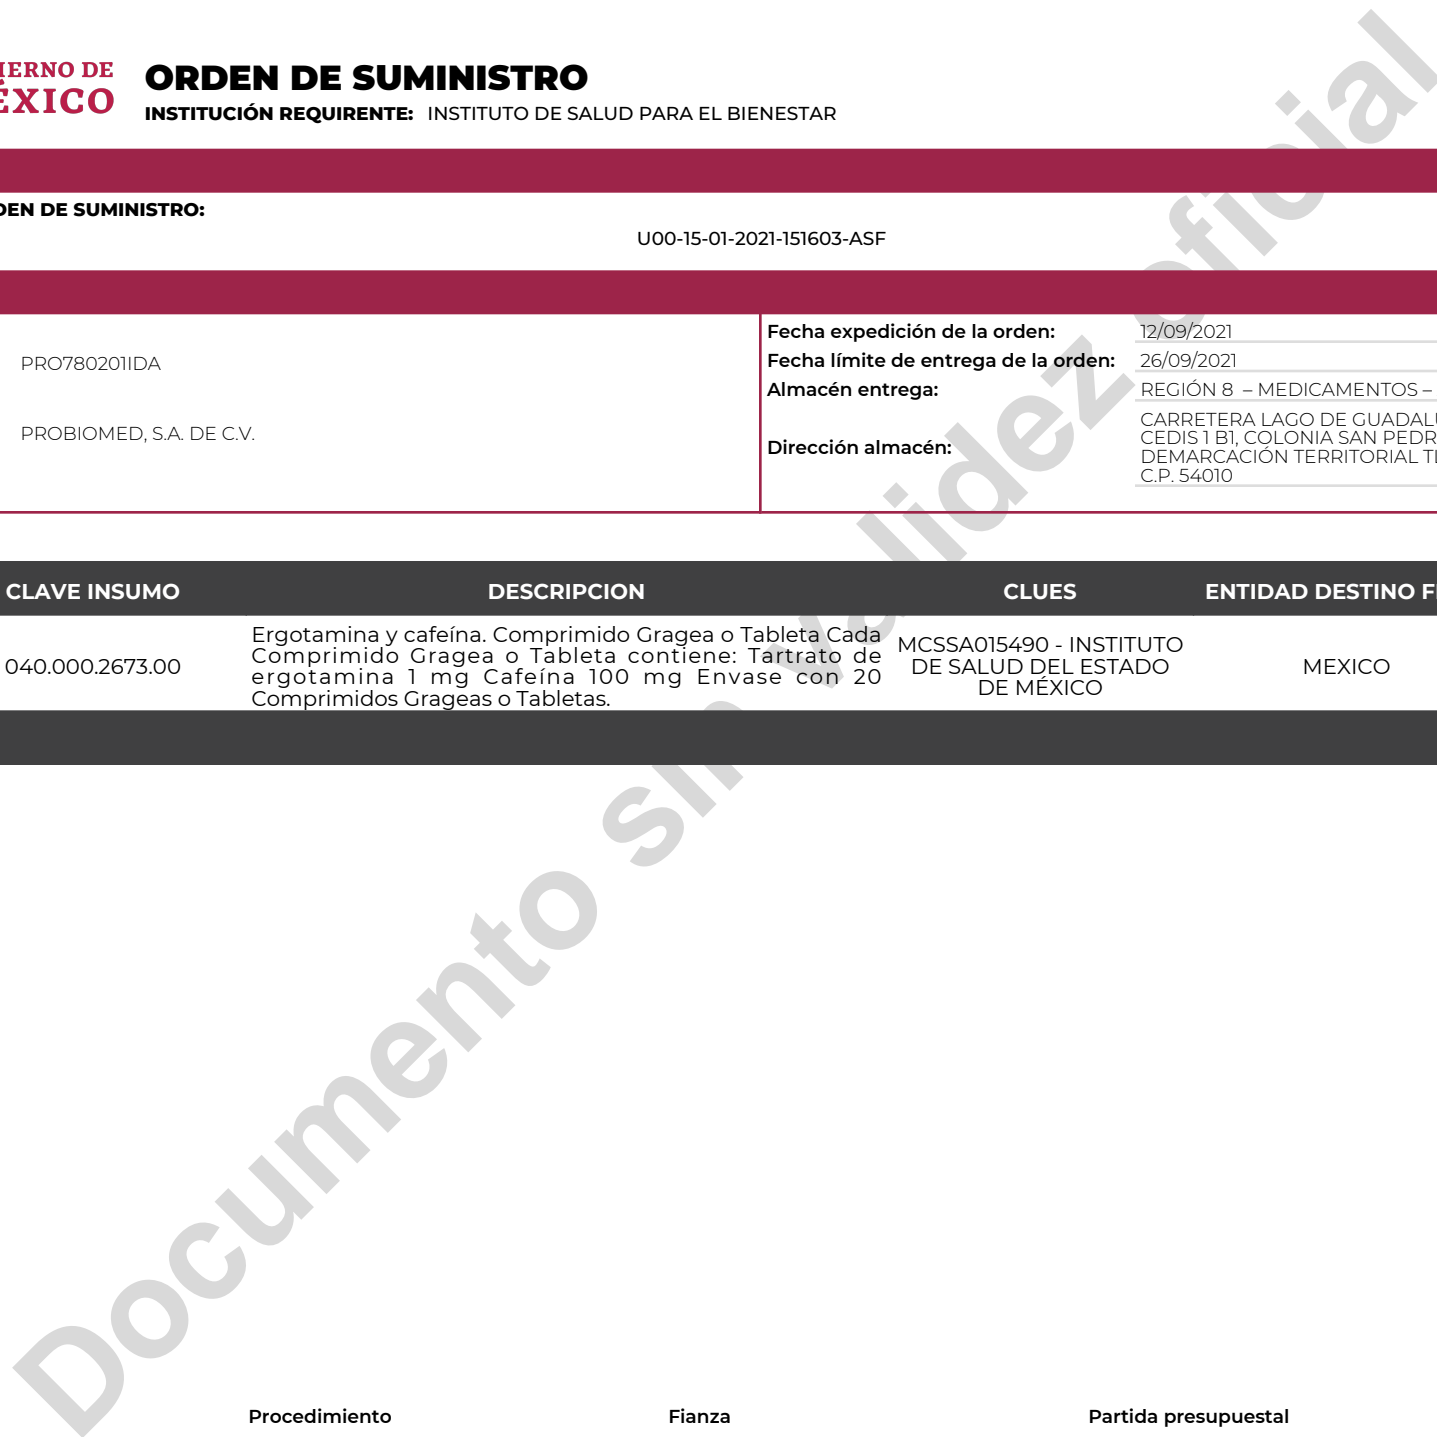 IERNO DE
ÉXICO
ORDEN DE SUMINISTRO
INSTITUCIÓN REQUIRENTE: INSTITUTO DE SALUD PARA EL BIENESTAR
DEN DE SUMINISTRO:
U00-15-01-2021-151603-ASF
PRO780201IDA
PROBIOMED, S.A. DE C.V.
Fecha expedición de la orden: 12/09/2021
Fecha límite de entrega de la orden: 26/09/2021
Almacén entrega: REGIÓN 8 – MEDICAMENTOS –
Dirección almacén:
CARRETERA LAGO DE GUADALU
CEDIS 1 B1, COLONIA SAN PEDR
DEMARCACIÓN TERRITORIAL TL
C.P. 54010
CLAVE INSUMO DESCRIPCION CLUES ENTIDAD DESTINO FI
040.000.2673.00
Ergotamina y cafeína. Comprimido Gragea o Tableta Cada
Comprimido Gragea o Tableta contiene: Tartrato de
ergotamina 1 mg Cafeína 100 mg Envase con 20
Comprimidos Grageas o Tabletas.
MCSSA015490 - INSTITUTO
DE SALUD DEL ESTADO
DE MÉXICO
MEXICO
Documento sin validez oficial
Procedimiento Fianza Partida presupuestal